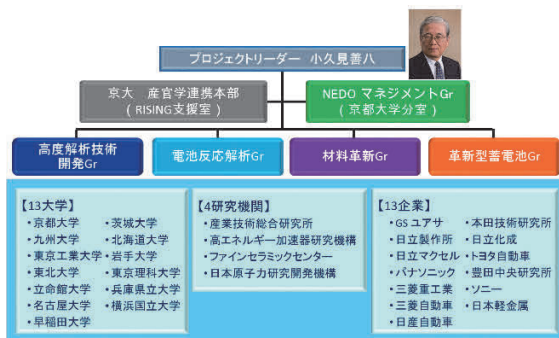 プロジェクトリーダー 小久見善八
京大 産官学連携本部
（RISING支援室）
NEDO マネジメントGr
（京都大学分室）
高度解析技術
開発Gr
電池反応解析Gr
材料革新Gr
革新型蓄電池Gr
【13大学】
・京都大学 ・茨城大学
・九州大学 ・北海道大学
・東京工業大学 ・岩手大学
・東北大学 ・東京理科大学
・立命館大学 ・兵庫県立大学
・名古屋大学 ・横浜国立大学
・早稲田大学
【4研究機関】
・産業技術総合研究所
・高エネルギー加速器研究機構
・ファインセラミックセンター
・日本原子力研究開発機構
【13企業】
・GSユアサ ・本田技術研究所
・日立製作所 ・日立化成
・日立マクセル ・トヨタ自動車
・パナソニック ・豊田中央研究所
・三菱重工業 ・ソニー
・三菱自動車 ・日本軽金属
・日産自動車